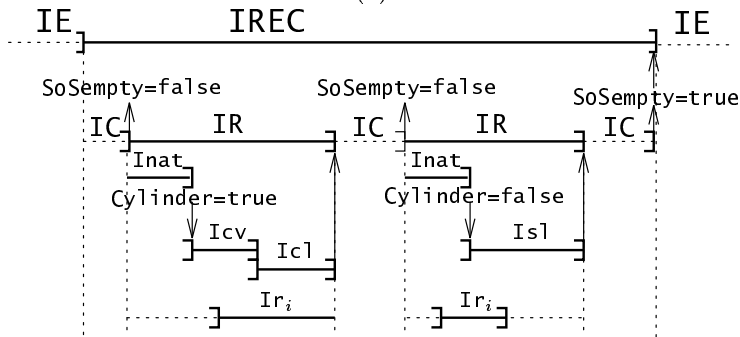 IE IREC IE
SoSempty=false SoSempty=false
SoSempty=true
IC IR IC IR IC
Inat Inat
Cylinder=true Cylinder=false
Icv Isl
Icl
Ir_i Ir_i